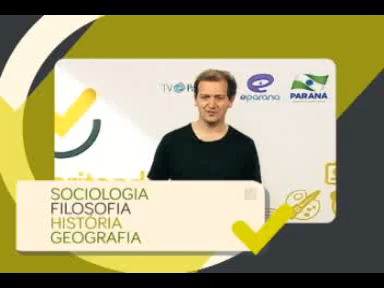 TV
eparaná
PARANÁ
SOCIOLOGIA
FILOSOFIA
HISTÓRIA
GEOGRAFIA